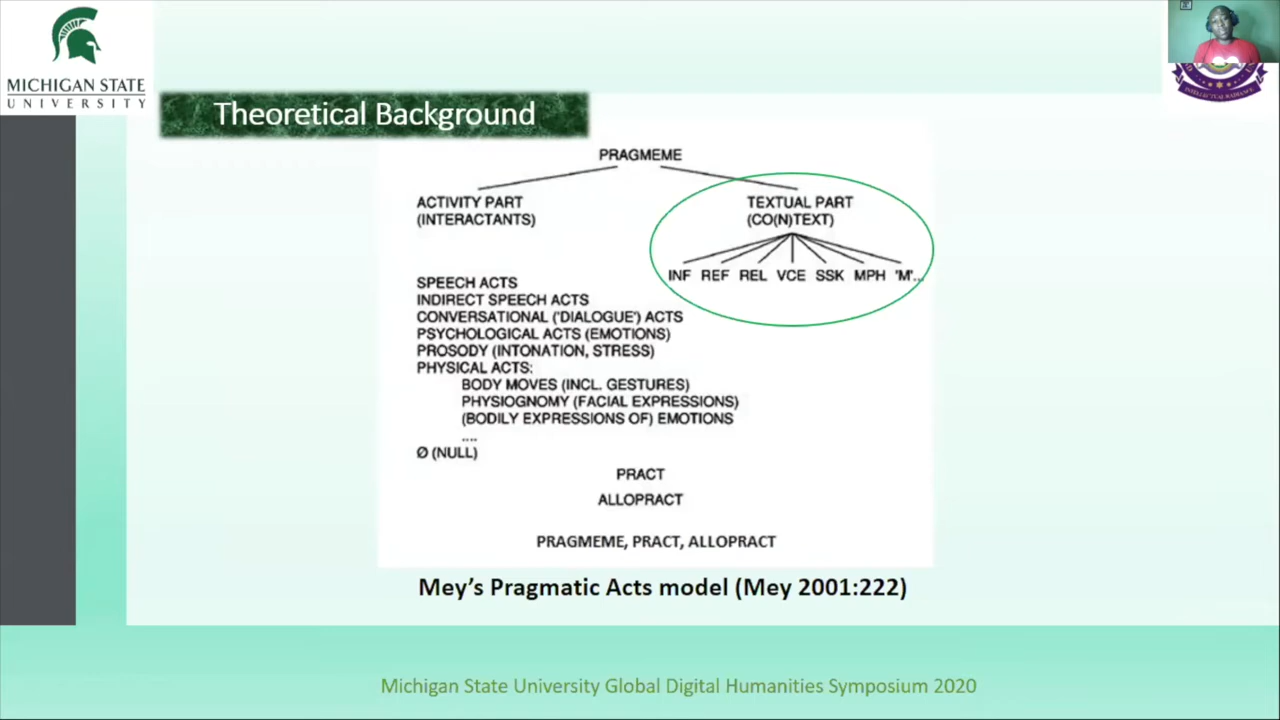 MICHIGAN STATE
UNIVERSITY
INTELLECTUAL RADIANCE
Theoretical Background
PRAGMEME
ACTIVITY PART
(INTERACTANTS)
TEXTUAL PART
(CO(N)TEXT)
INF REF REL VCE SSK MPH 'M'...
SPEECH ACTS
INDIRECT SPEECH ACTS
CONVERSATIONAL ('DIALOGUE') ACTS
PSYCHOLOGICAL ACTS (EMOTIONS)
PROSODY (INTONATION, STRESS)
PHYSICAL ACTS:
BODY MOVES (INCL. GESTURES)
PHYSIOGNOMY (FACIAL EXPRESSIONS)
(BODILY EXPRESSIONS OF) EMOTIONS
....
Ø (NULL)
PRACT
ALLOPRACT
PRAGMEME, PRACT, ALLOPRACT
Mey’s Pragmatic Acts model (Mey 2001:222)
Michigan State University Global Digital Humanities Symposium 2020